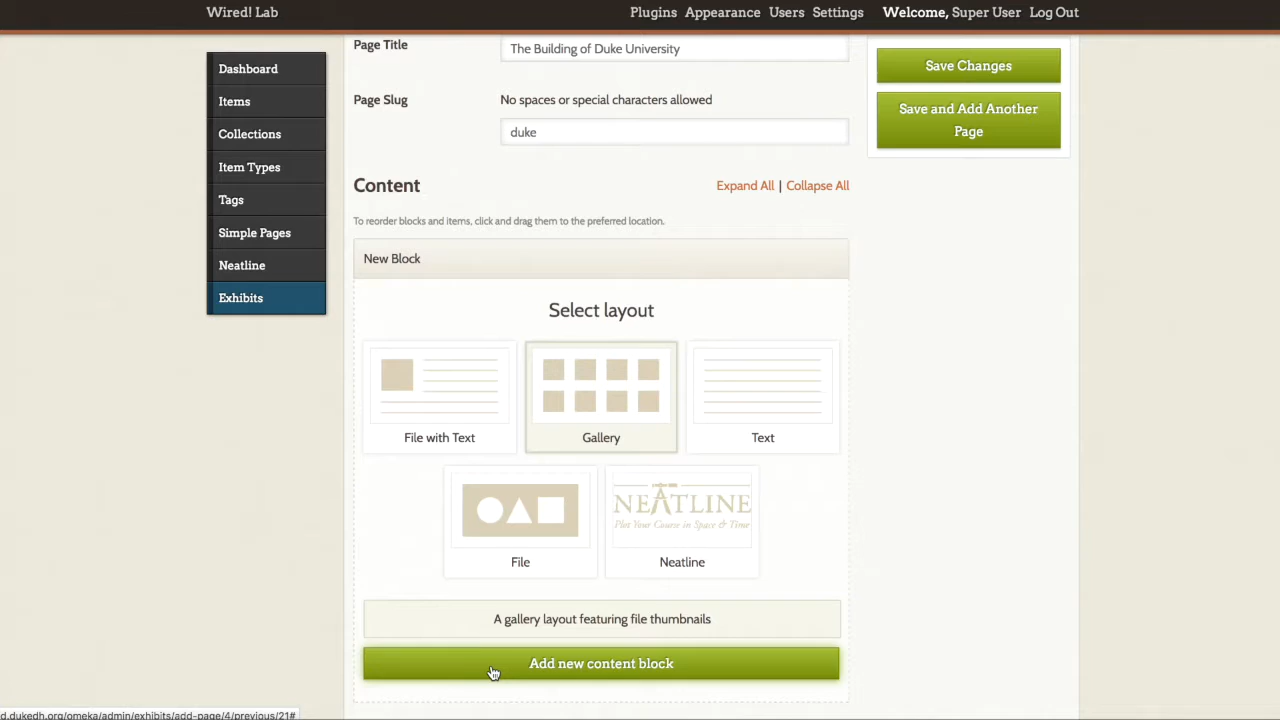 Wired! Lab
Plugins Appearance Users Settings Welcome, Super User Log Out
Dashboard
Items
Collections
Item Types
Tags
Simple Pages
Neatline
Exhibits
Page Title
The Building of Duke University
Page Slug
No spaces or special characters allowed
duke
Content
Expand All | Collapse All
To reorder blocks and items, click and drag them to the preferred location.
New Block
Select layout
File with Text
Gallery
Text
NEATLINE
Plot Your Course in Space & Time
File
Neatline
A gallery layout featuring file thumbnails
Add new content block
Save Changes
Save and Add Another
Page
d.dukedh.org/omeka/admin/exhibits/add-page/4/previous/21#